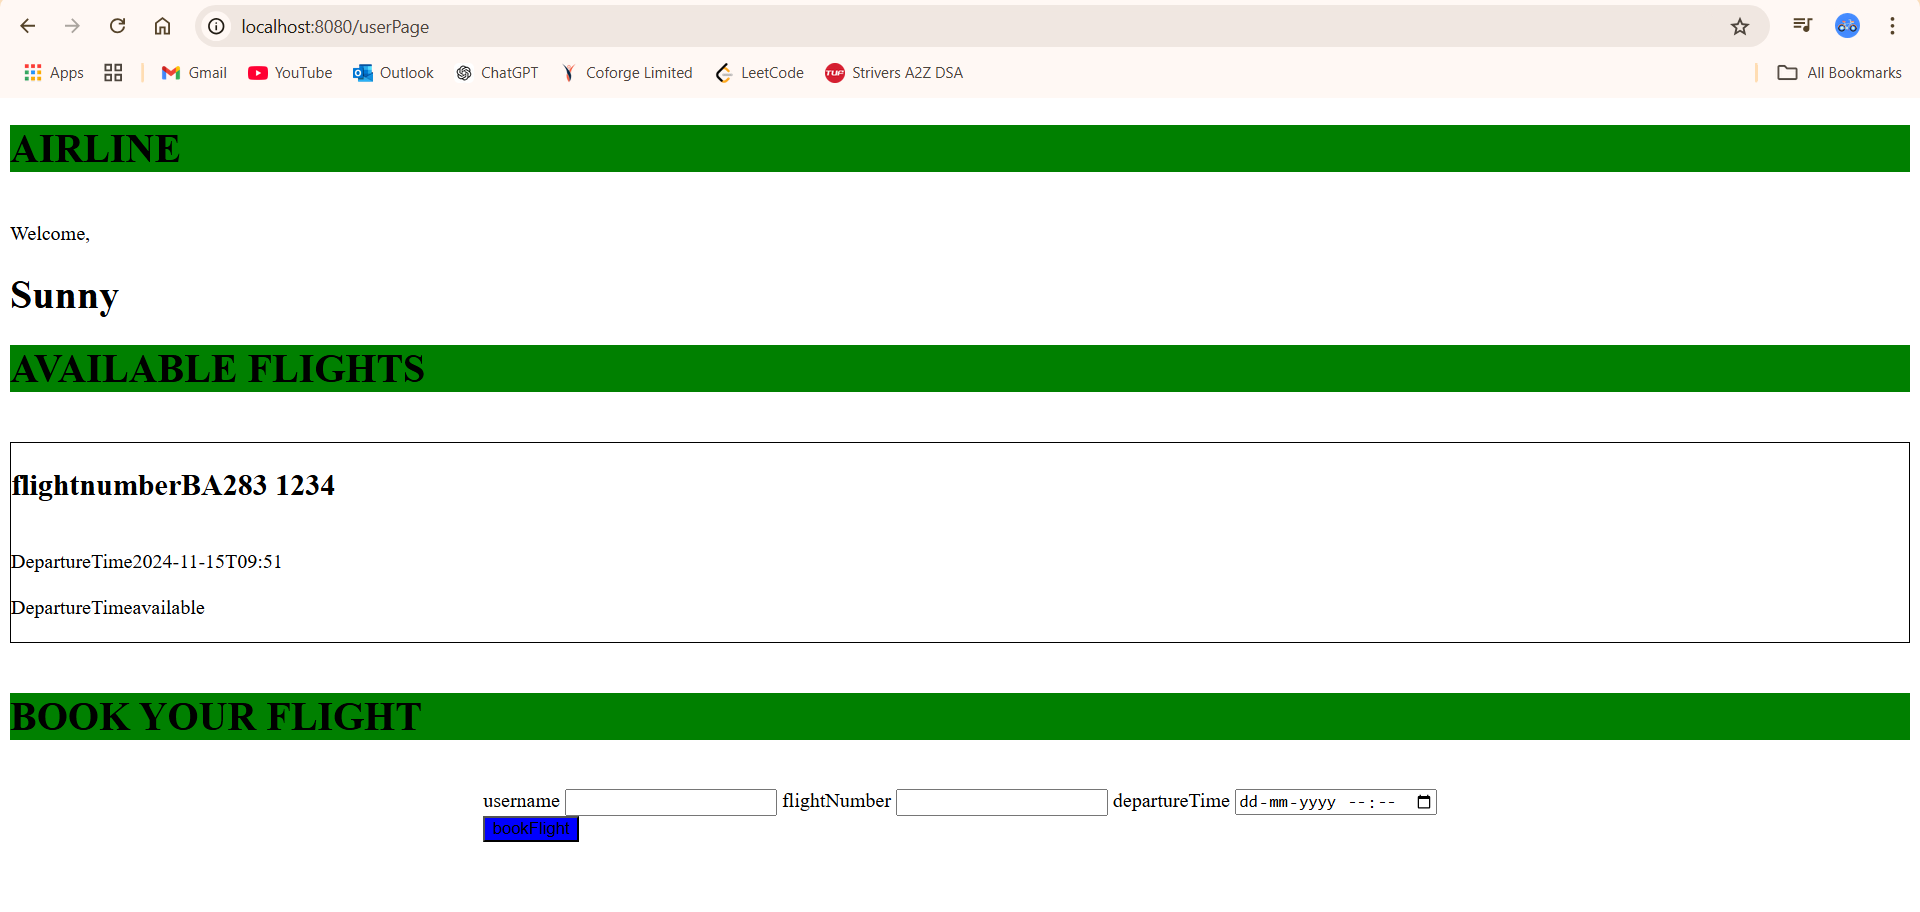 localhost:8080/userPage
Apps Gmail YouTube Outlook ChatGPT Coforge Limited LeetCode TUF Strivers A2Z DSA All Bookmarks
AIRLINE
Welcome,
Sunny
AVAILABLE FLIGHTS
flightnumberBA283 1234
DepartureTime2024-11-15T09:51
DepartureTimeavailable
BOOK YOUR FLIGHT
username flightNumber departureTime dd-mm-yyyy --:--
bookFlight